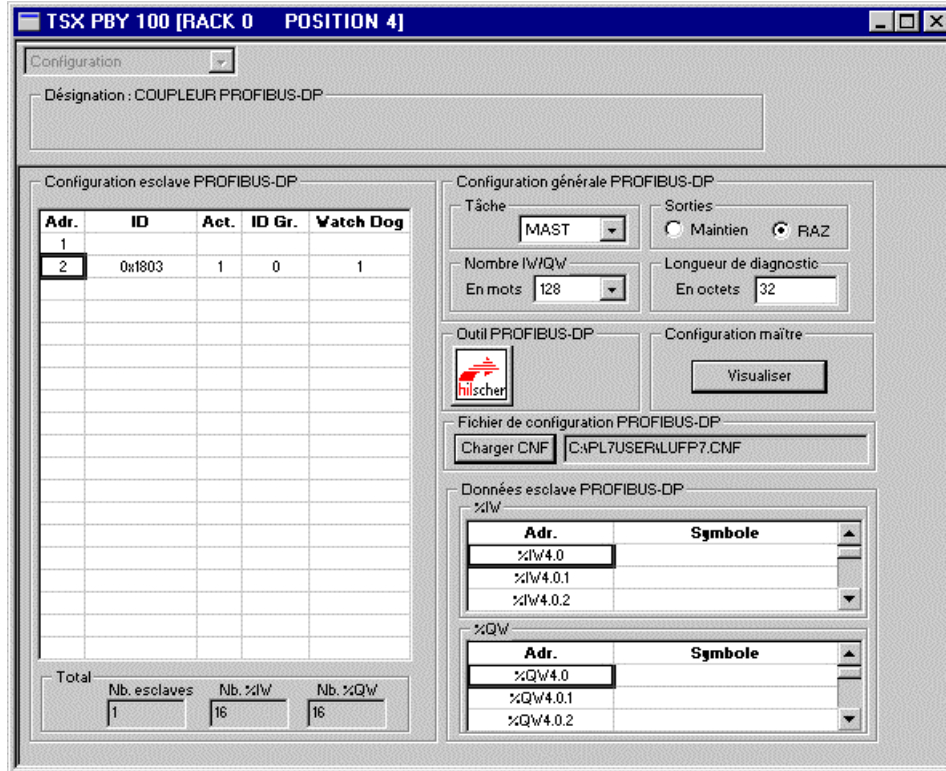 TSX PBY 100 [RACK 0 POSITION 4]
Configuration
Désignation : COUPLEUR PROFIBUS-DP
Configuration esclave PROFIBUS-DP
Adr. ID Act. ID Gr. Watch Dog
1
2 0x1803 1 0 1
Total
Nb. esclaves Nb. %IW Nb. %QW
1 16 16
Configuration générale PROFIBUS-DP
Tâche
MAST
Sorties
Maintien RAZ
Nombre IW/QW
En mots 128
Longueur de diagnostic
En octets 32
Outil PROFIBUS-DP
hilscher
Configuration maître
Visualiser
Fichier de configuration PROFIBUS-DP
Charger CNF C:\PL7USER\LUFP7.CNF
Données esclave PROFIBUS-DP
%IW
Adr. Symbole
%IW4.0
%IW4.0.1
%IW4.0.2
%QW
Adr. Symbole
%QW4.0
%QW4.0.1
%QW4.0.2